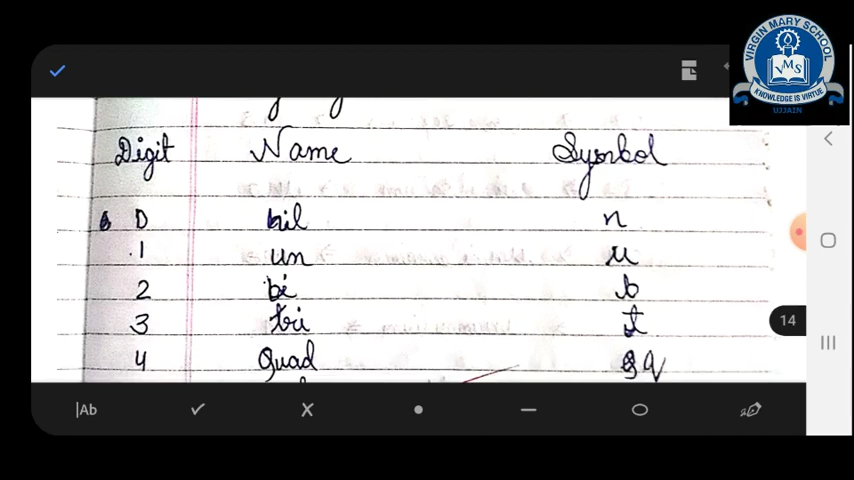 VIRGIN MARY SCHOOL
VMS
KNOWLEDGE IS VIRTUE
UJJAIN
Digit Name Symbol
0 nil n
1 un u
2 bi b
3 tri t
4 Quad q
14
|Ab